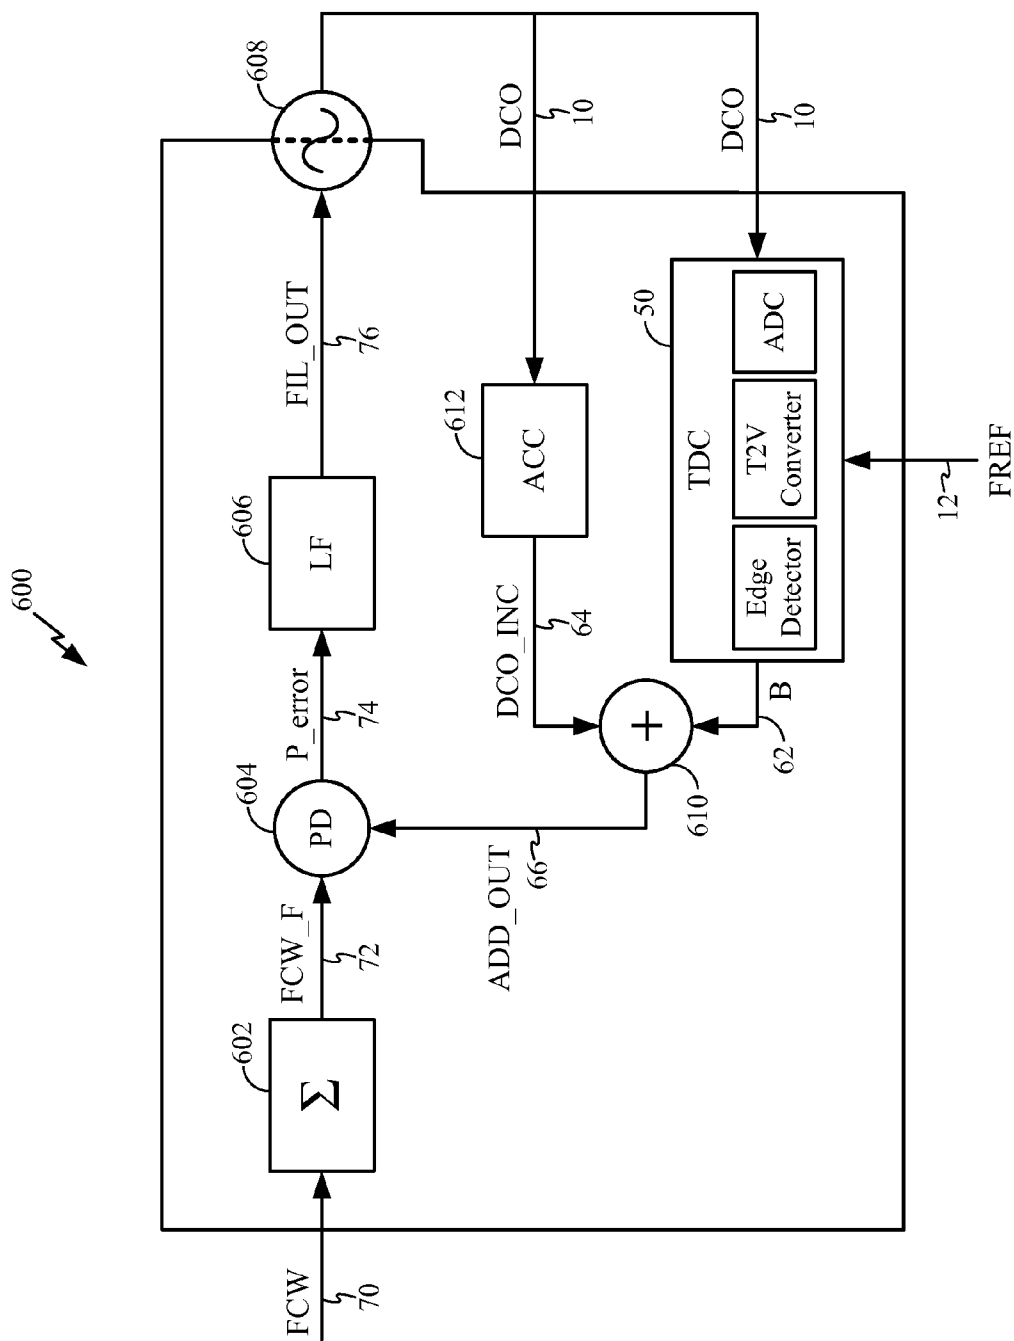 600
FCW
70
602
Σ
FCW_F
72
604
PD
P_error
74
606
LF
FIL_OUT
76
608
ADD_OUT
66
610
+
DCO_INC
64
612
ACC
DCO
10
B
62
50
TDC
Edge
Detector
T2V
Converter
ADC
DCO
10
12
FREF